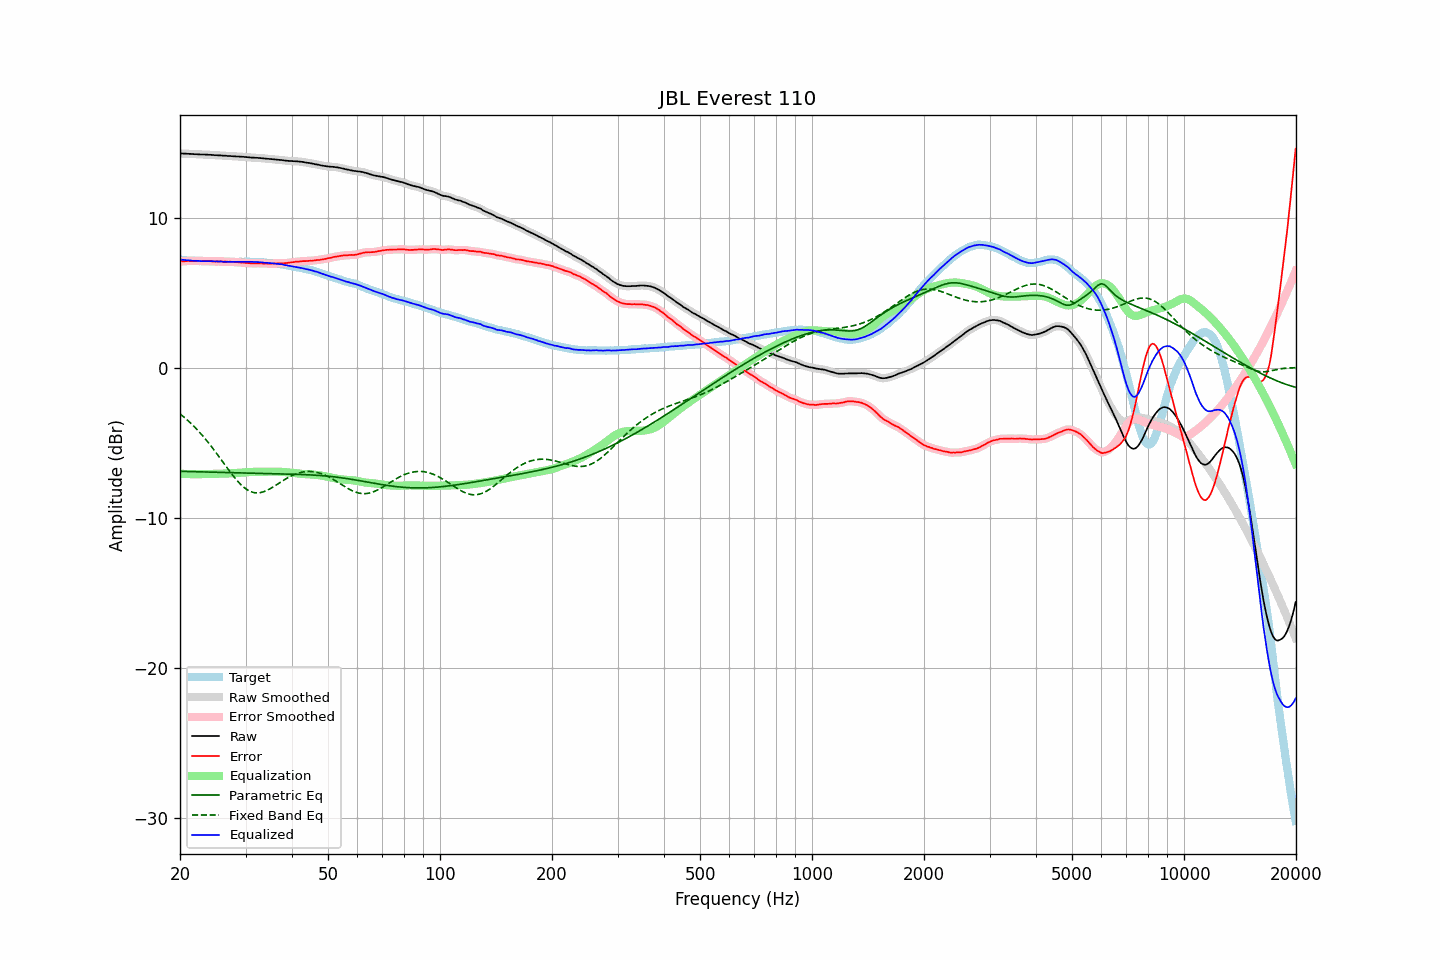 JBL Everest 110
Amplitude (dBr)
10
0
−10
−20
−30
Target
Raw Smoothed
Error Smoothed
Raw
Error
Equalization
Parametric Eq
Fixed Band Eq
Equalized
20 50 100 200 500 1000 2000 5000 10000 20000
Frequency (Hz)